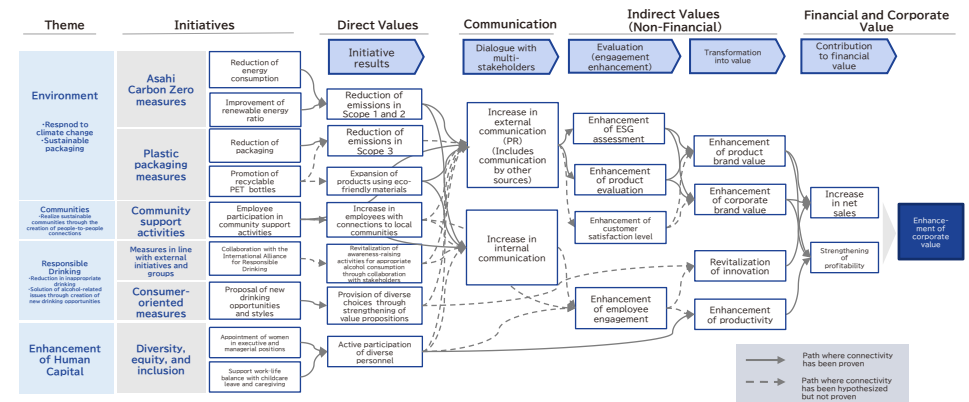 Theme
Initiatives
Direct Values
Communication
Indirect Values
(Non-Financial)
Financial and Corporate
Value
Initiative
results
Dialogue with
multi-
stakeholders
Evaluation
(engagement
enhancement)
Transformation
into value
Contribution
to financial
value
Environment
-Respnod to
climate change
-Sustainable
packaging
Asahi
Carbon Zero
measures
Reduction of
energy
consumption
Improvement of
renewable energy
ratio
Plastic
packaging
measures
Reduction of
packaging
Promotion of
recyclable
PET bottles
Communities
-Realize sustainable
communities through the
creation of people-to-people
connections
Community
support
activities
Employee
participation in
community support
activities
Responsible
Drinking
-Reduction in inappropriate
drinking
-Solution of alcohol-related
issues through creation of
new drinking opportunities
Measures in line
with external
initiatives and
groups
Collaboration with the
International Alliance
for Responsible
Drinking
Consumer-
oriented
measures
Proposal of new
drinking
opportunities
and styles
Enhancement
of Human
Capital
Diversity,
equity, and
inclusion
Appointment of women
in executive and
managerial positions
Support work-life
balance with childcare
leave and caregiving
Reduction of
emissions in
Scope 1 and 2
Reduction of
emissions in
Scope 3
Expansion of
products using eco-
friendly materials
Increase in
employees with
connections to local
communities
Revitalization of
awareness-raising
activities for appropriate
alcohol consumption
through collaboration
with stakeholders
Provision of diverse
choices through
strengthening of
value propositions
Active participation
of diverse
personnel
Increase in
external
communication
(PR)
(Includes
communication
by other
sources)
Increase in
internal
communication
Enhancement
of ESG
assessment
Enhancement
of product
evaluation
Enhancement of
customer
satisfaction level
Enhancement
of employee
engagement
Enhancement
of product
brand value
Enhancement
of corporate
brand value
Revitalization
of innovation
Enhancement
of productivity
Increase
in net
sales
Strengthening
of
profitability
Enhance-
ment of
corporate
value
Path where connectivity
has been proven
Path where connectivity
has been hypothesized
but not proven